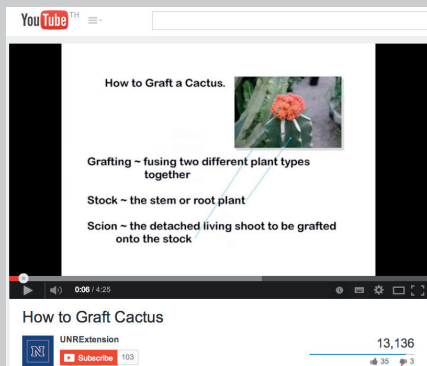 YouTube TH
How to Graft a Cactus.
Grafting ~ fusing two different plant types
together
Stock ~ the stem or root plant
Scion ~ the detached living shoot to be grafted
onto the stock
0:06 / 4:25
How to Graft Cactus
N
UNRExtension
Subscribe 103
13,136
35 3